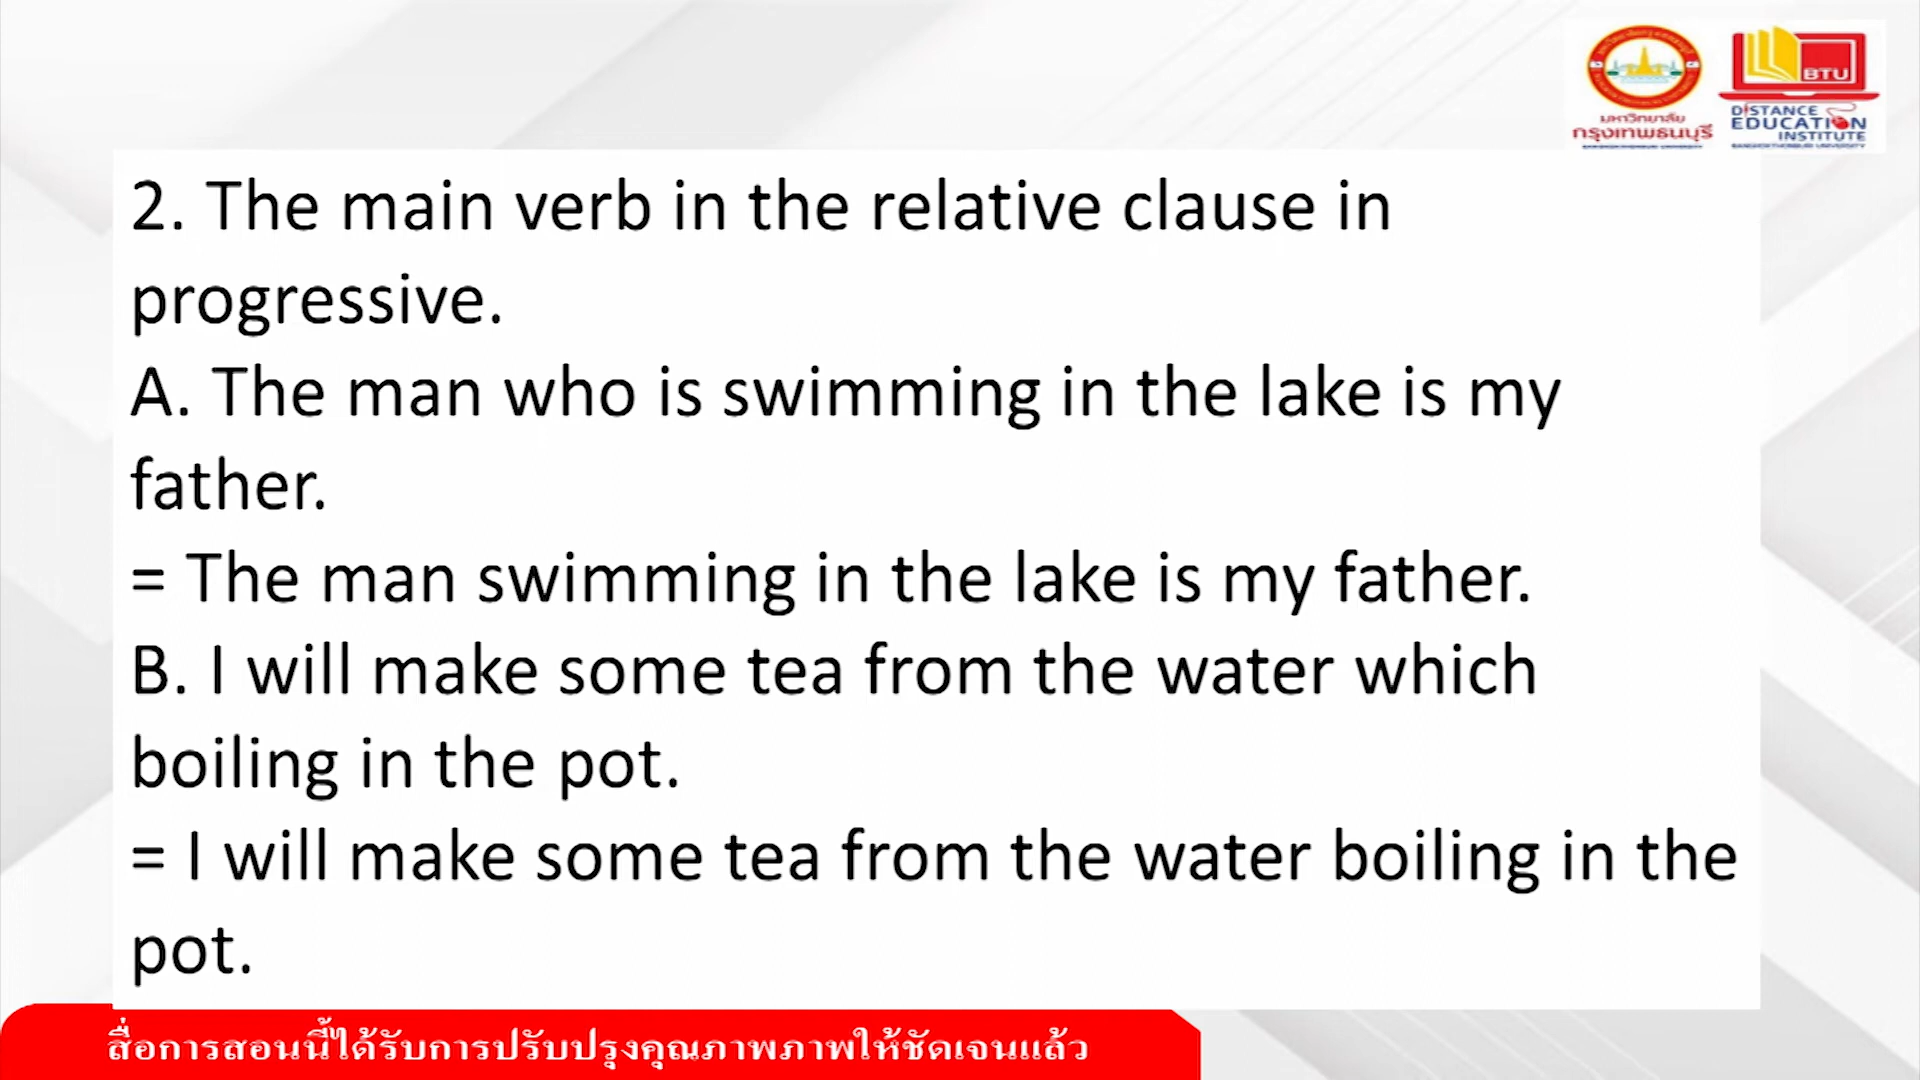 มหาวิทยาลัย
กรุงเทพธนบุรี
BTU
DISTANCE
EDUCATION
INSTITUTE
BANGKOKTHONBURI UNIVERSITY
2. The main verb in the relative clause in
progressive.
A. The man who is swimming in the lake is my
father.
= The man swimming in the lake is my father.
B. I will make some tea from the water which
boiling in the pot.
= I will make some tea from the water boiling in the
pot.
สื่อการสอนนี้ได้รับการปรับปรุงคุณภาพภาพให้ชัดเจนแล้ว